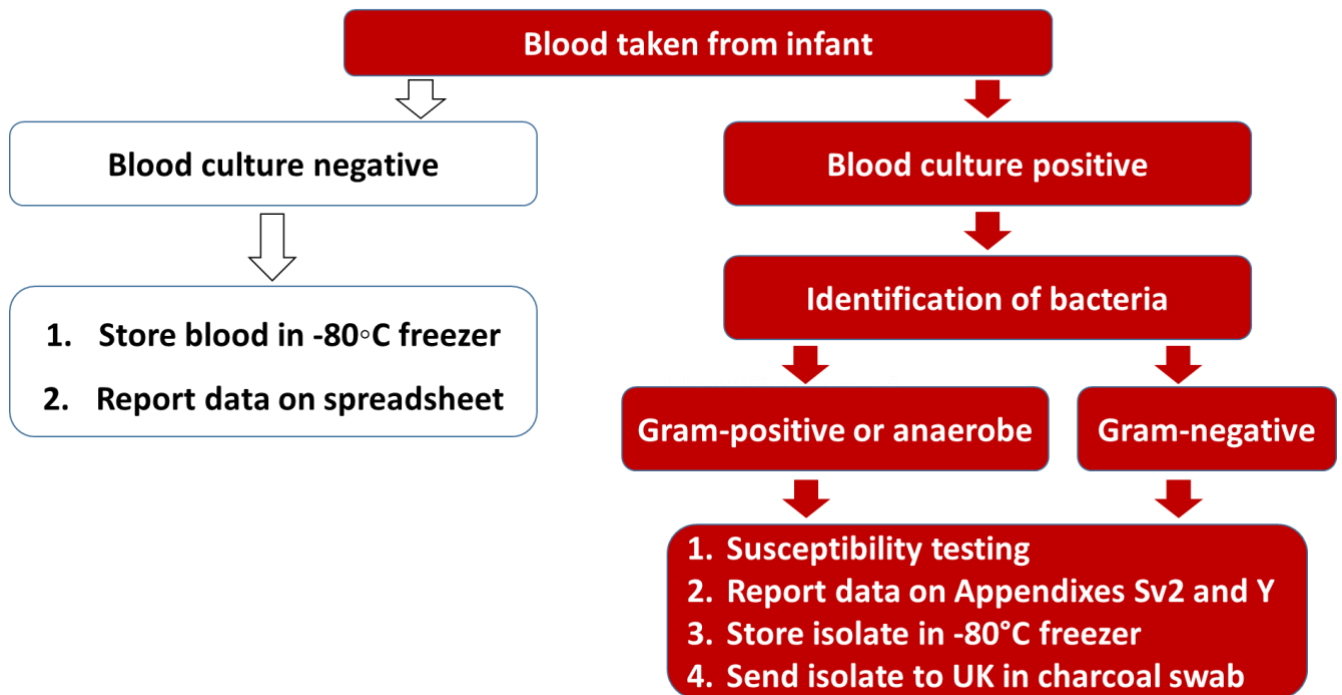 Blood taken from infant
Blood culture negative
Blood culture positive
1. Store blood in -80◦C freezer
2. Report data on spreadsheet
Identification of bacteria
Gram-positive or anaerobe
Gram-negative
1. Susceptibility testing
2. Report data on Appendixes Sv2 and Y
3. Store isolate in -80°C freezer
4. Send isolate to UK in charcoal swab